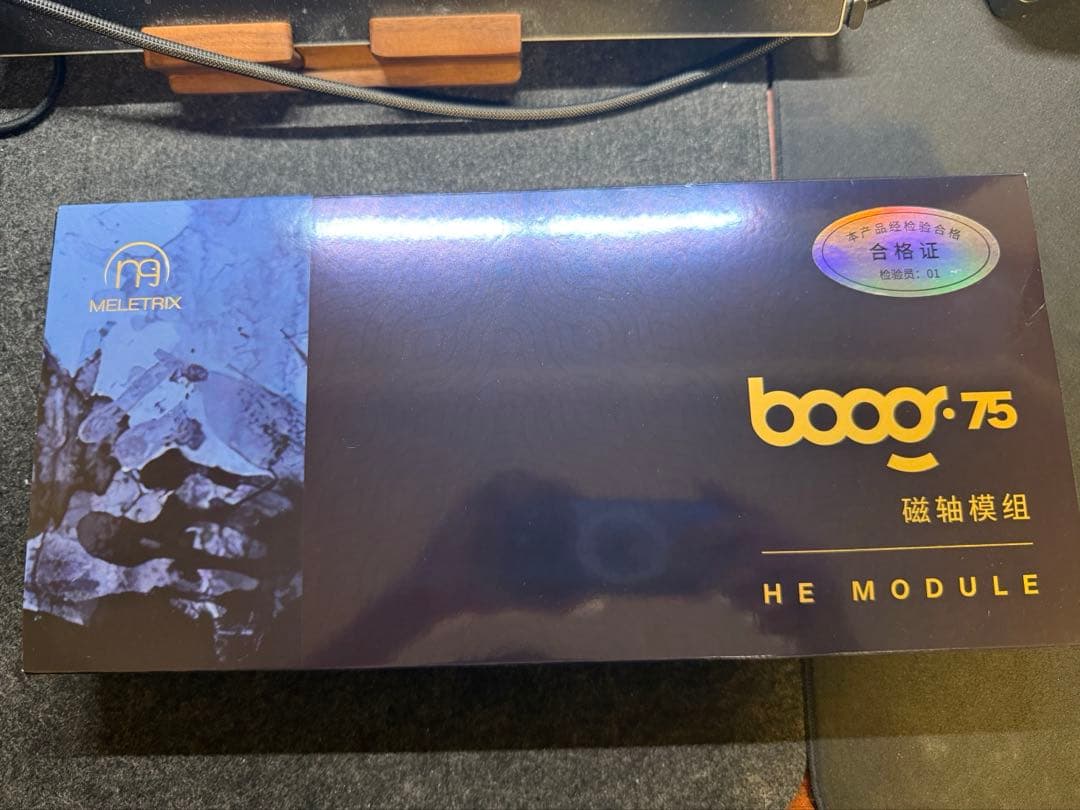 MELETRIX
本产品经检验合格
合格证
检验员：01
boog·75
磁轴模组
HE MODULE